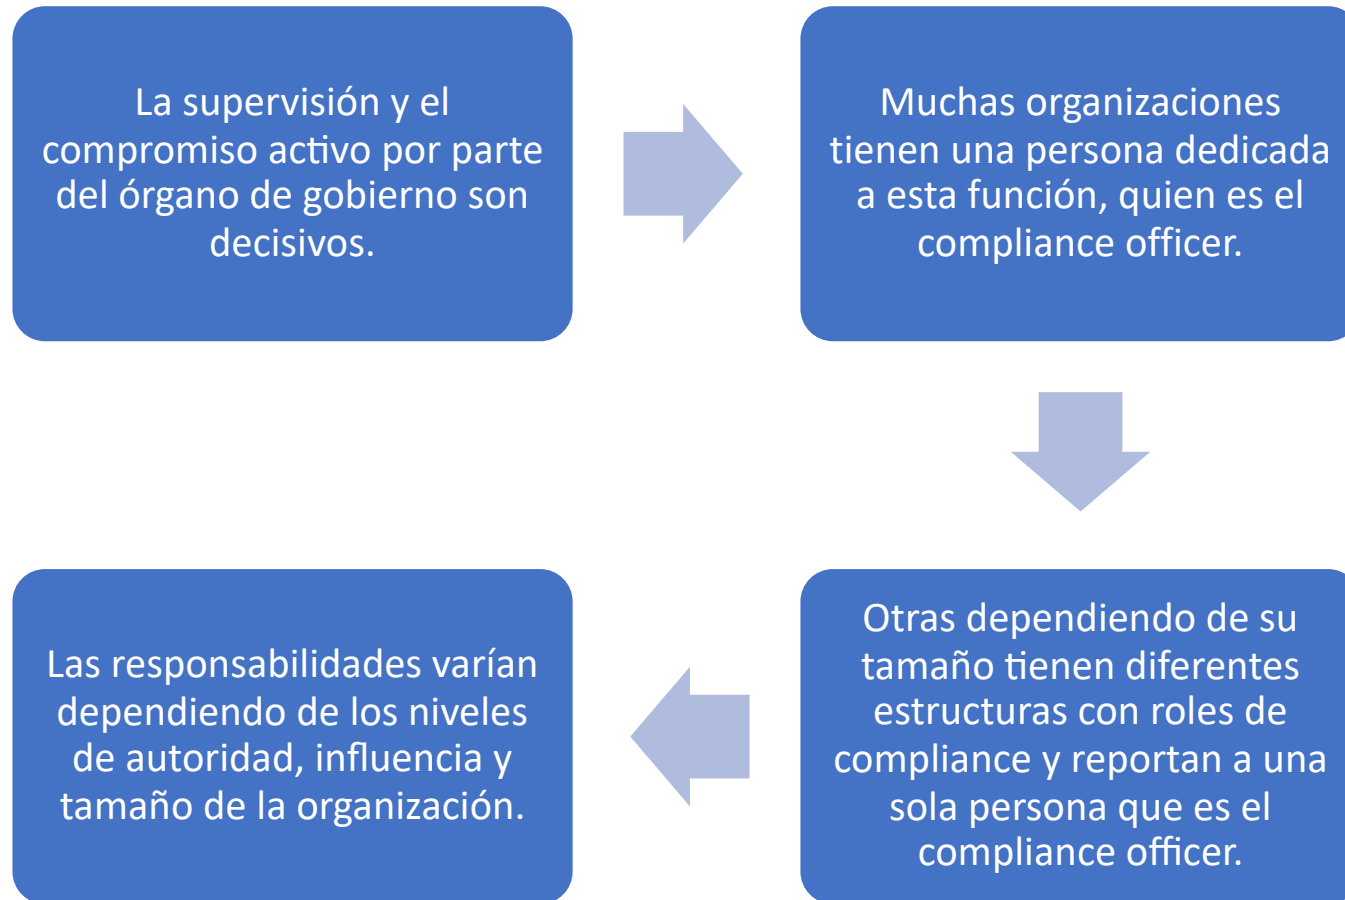 La supervisión y el
compromiso activo por parte
del órgano de gobierno son
decisivos.
Muchas organizaciones
tienen una persona dedicada
a esta función, quien es el
compliance officer.
Otras dependiendo de su
tamaño tienen diferentes
estructuras con roles de
compliance y reportan a una
sola persona que es el
compliance officer.
Las responsabilidades varían
dependiendo de los niveles
de autoridad, influencia y
tamaño de la organización.